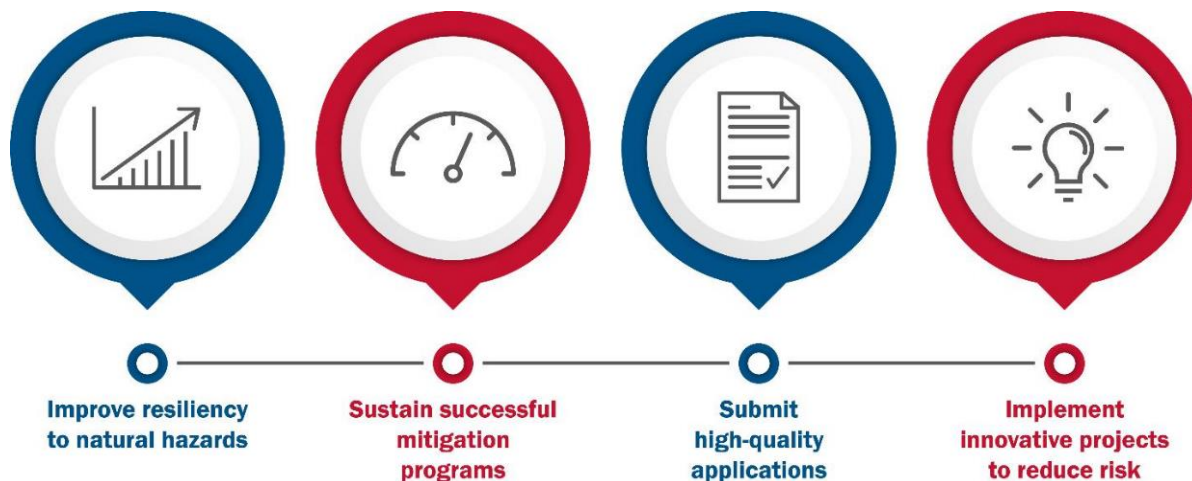 Improve resiliency
to natural hazards
Sustain successful
mitigation
programs
Submit
high-quality
applications
Implement
innovative projects
to reduce risk